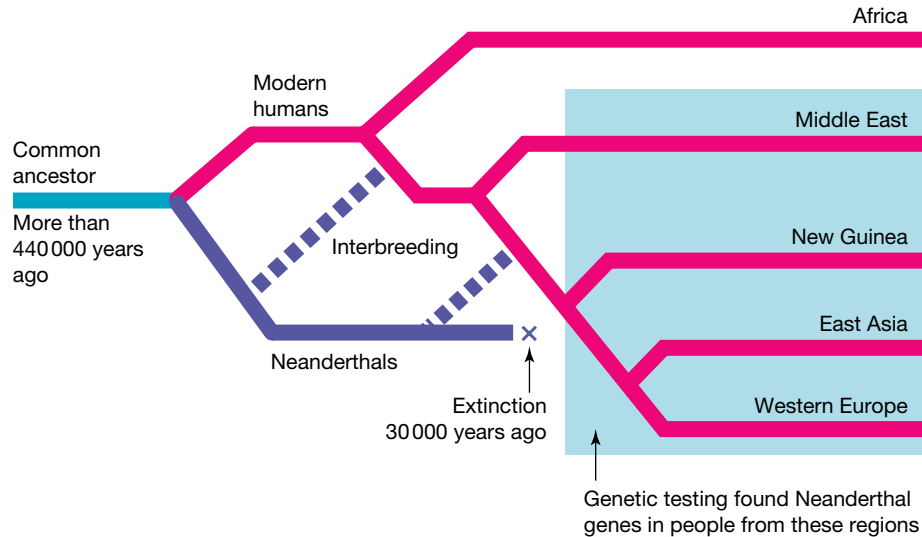 Africa
Modern
humans
Middle East
Common
ancestor
More than
440 000 years
ago
Interbreeding
New Guinea
East Asia
Neanderthals
Extinction
30 000 years ago
Western Europe
Genetic testing found Neanderthal
genes in people from these regions